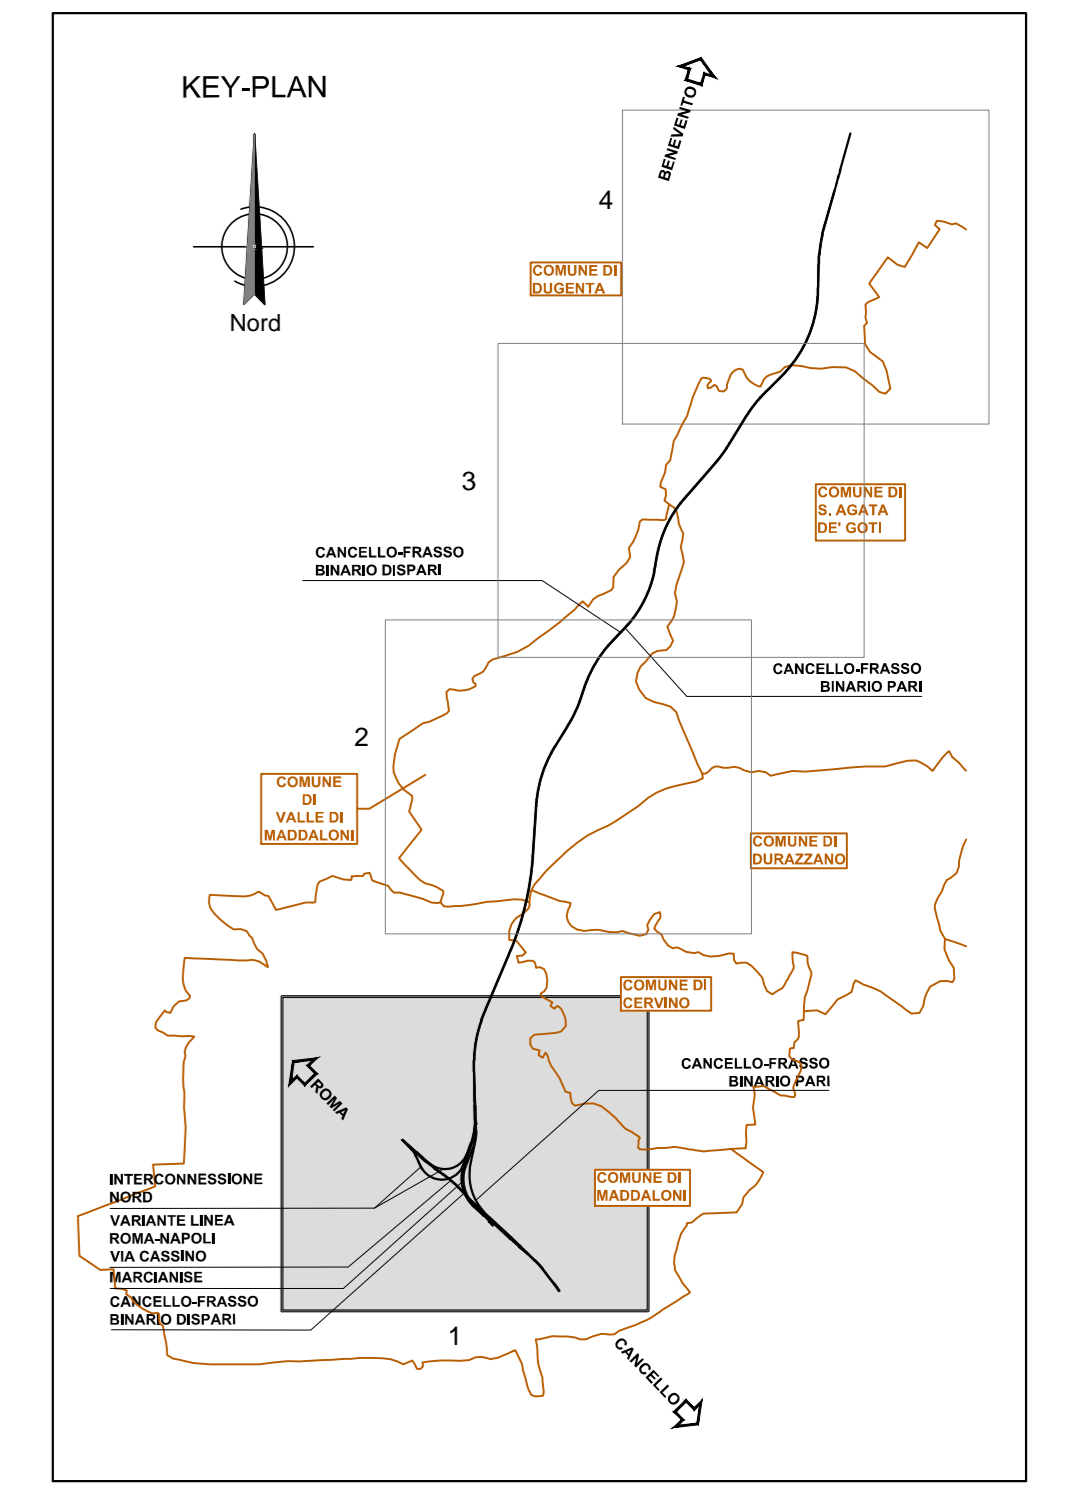 KEY-PLAN
Nord
BENEVENTO
4
COMUNE DI
DUGENTA
3
COMUNE DI
S. AGATA
DE' GOTI
CANCELLO-FRASSO
BINARIO DISPARI
CANCELLO-FRASSO
BINARIO PARI
2
COMUNE
DI
VALLE DI
MADDALONI
COMUNE DI
DURAZZANO
COMUNE DI
CERVINO
CANCELLO-FRASSO
BINARIO PARI
ROMA
INTERCONNESSIONE
NORD
COMUNE DI
MADDALONI
VARIANTE LINEA
ROMA-NAPOLI
VIA CASSINO
MARCIANISE
CANCELLO-FRASSO
BINARIO DISPARI
1
CANCELLO